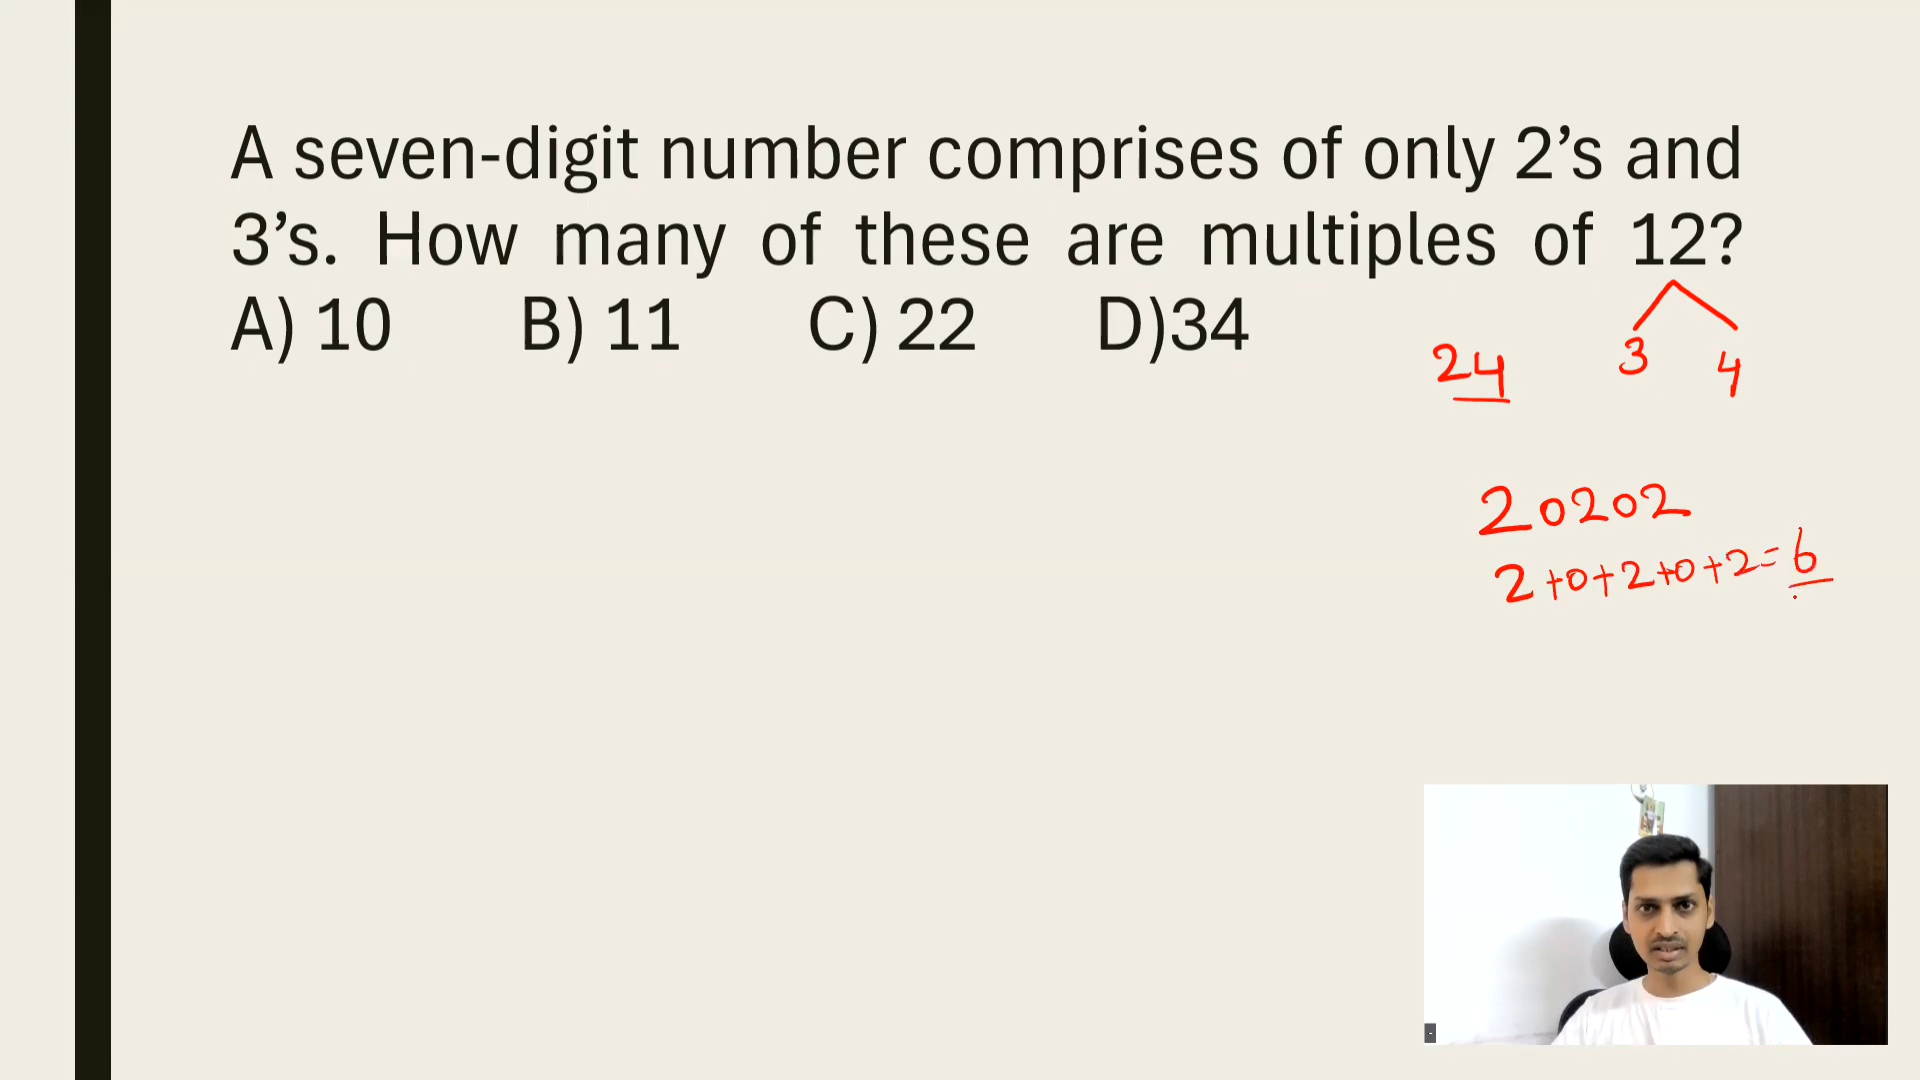 A seven-digit number comprises of only 2’s and
3’s. How many of these are multiples of 12?
A) 10 B) 11 C) 22 D)34
3 4
24
20202
2+0+2+0+2=6